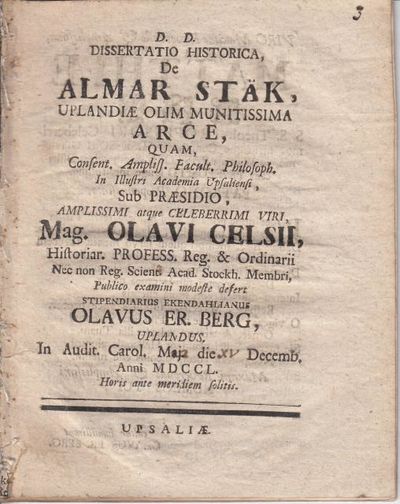 3
D. D.
DISSERTATIO HISTORICA,
De
ALMAR STÄK,
UPLANDIÆ OLIM MUNITISSIMA
ARCE,
QUAM,
Consent. Ampliss. Facult. Philosoph.
In Illustri Academia Upsaliensi,
Sub PRÆSIDIO,
AMPLISSIMI atque CELEBERRIMI VIRI,
Mag. OLAVI CELSII,
Historiar. PROFESS. Reg. & Ordinarii
Nec non Reg. Scient. Acad. Stockh. Membri,
Publico examini modeste defert
STIPENDIARIUS EKENDAHLIANUS
OLAVUS ER. BERG,
UPLANDUS.
In Audit. Carol. Maj. die XV Decemb.
Anni MDCCL.
Horis ante meridiem solitis.
UPSALIÆ.